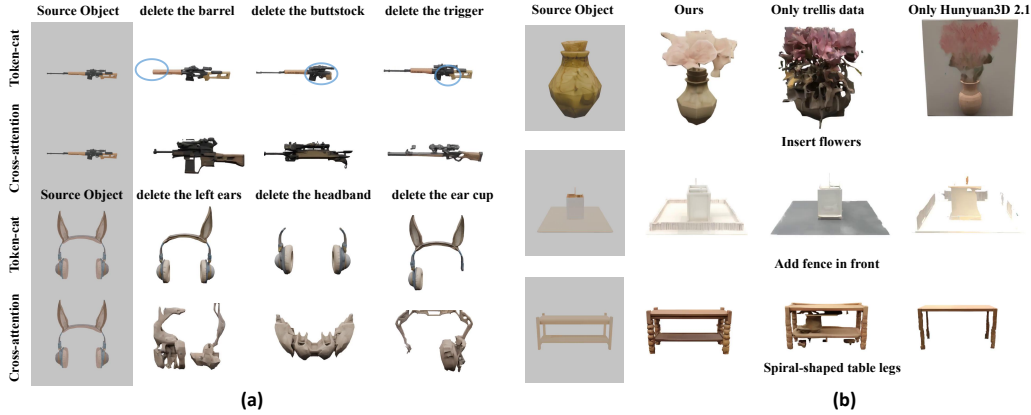 Source Object delete the barrel delete the buttstock delete the trigger
Token-cat
Cross-attention
Source Object delete the left ears delete the headband delete the ear cup
Token-cat
Cross-attention
(a)
Source Object Ours Only trellis data Only Hunyuan3D 2.1
Insert flowers
Add fence in front
Spiral-shaped table legs
(b)